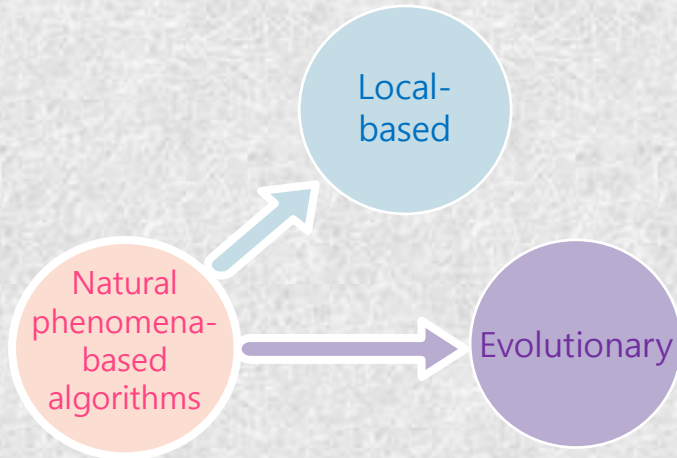 Local-
based
Natural
phenomena-
based
algorithms
Evolutionary